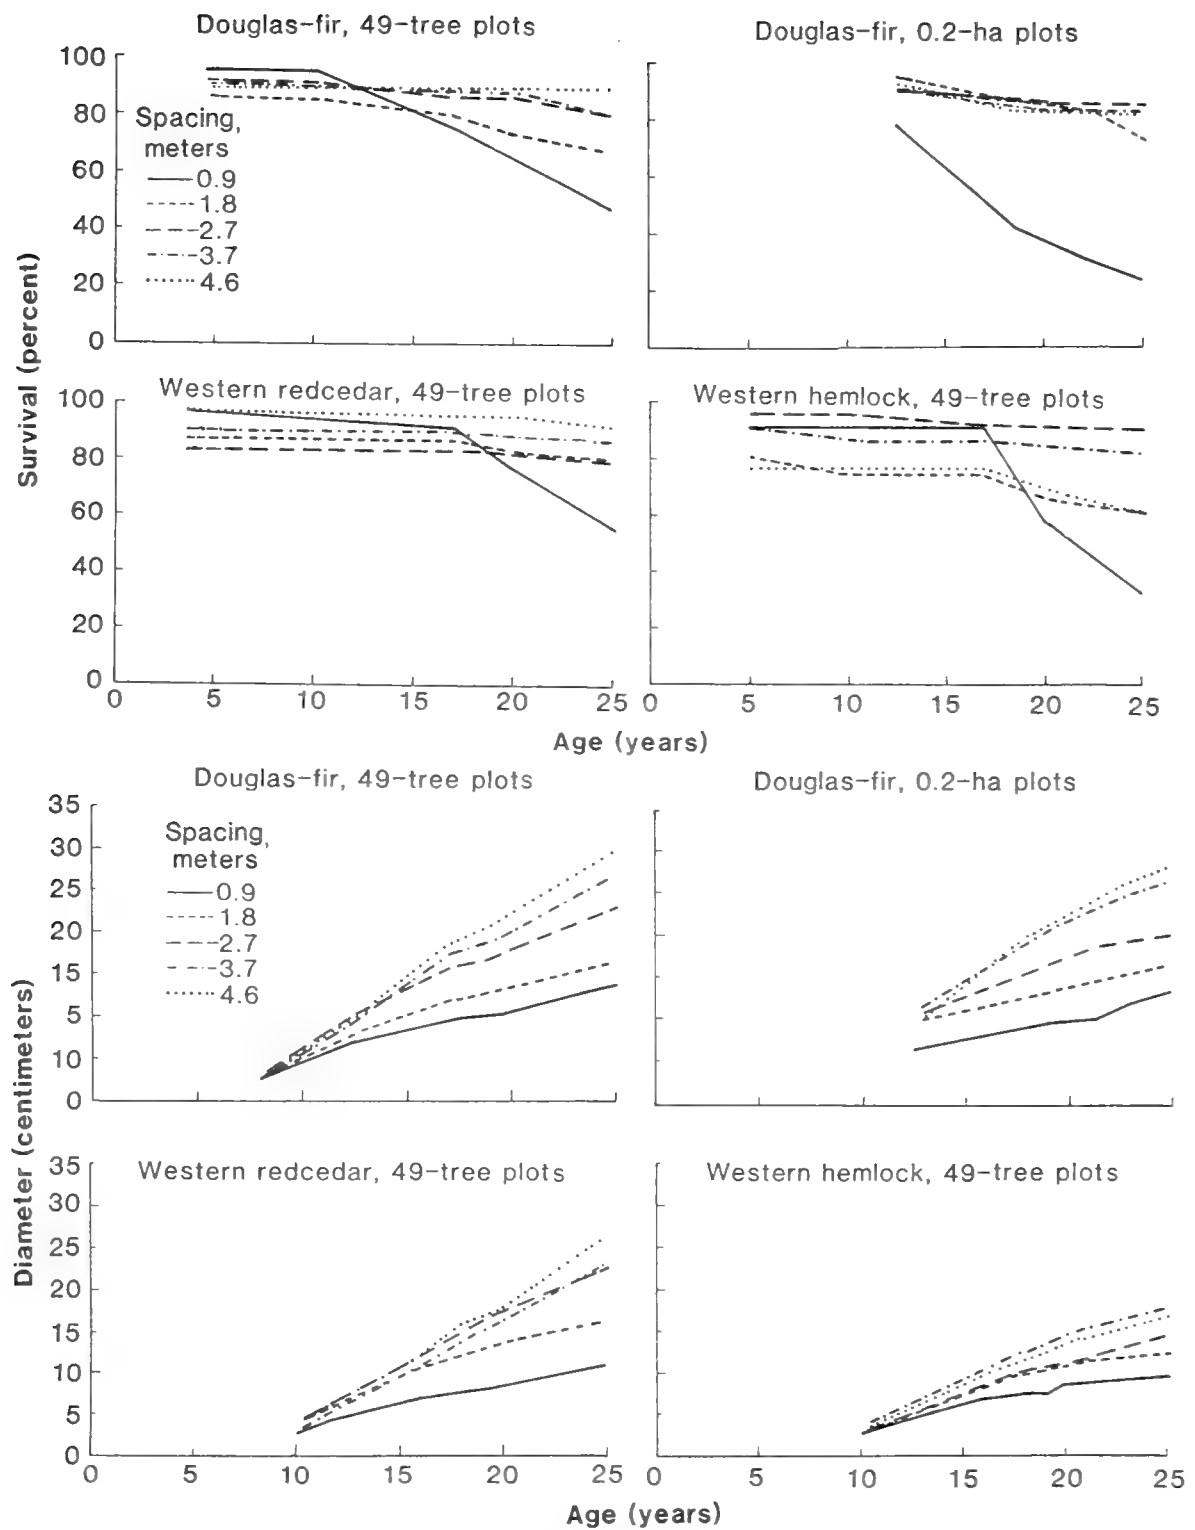 Douglas-fir, 49-tree plots
Douglas-fir, 0.2-ha plots
100
80
60
40
20
0
Spacing,
meters
0.9
1.8
2.7
3.7
4.6
Survival (percent)
Western redcedar, 49-tree plots
Western hemlock, 49-tree plots
100
80
60
40
20
0
0 5 10 15 20 25
0 5 10 15 20 25
Age (years)
Douglas-fir, 49-tree plots
Douglas-fir, 0.2-ha plots
35
30
25
20
15
5
10
0
Spacing,
meters
0.9
1.8
2.7
3.7
4.6
Diameter (centimeters)
Western redcedar, 49-tree plots
Western hemlock, 49-tree plots
35
30
25
20
15
10
5
0
0 5 10 15 20 25
0 5 10 15 20 25
Age (years)